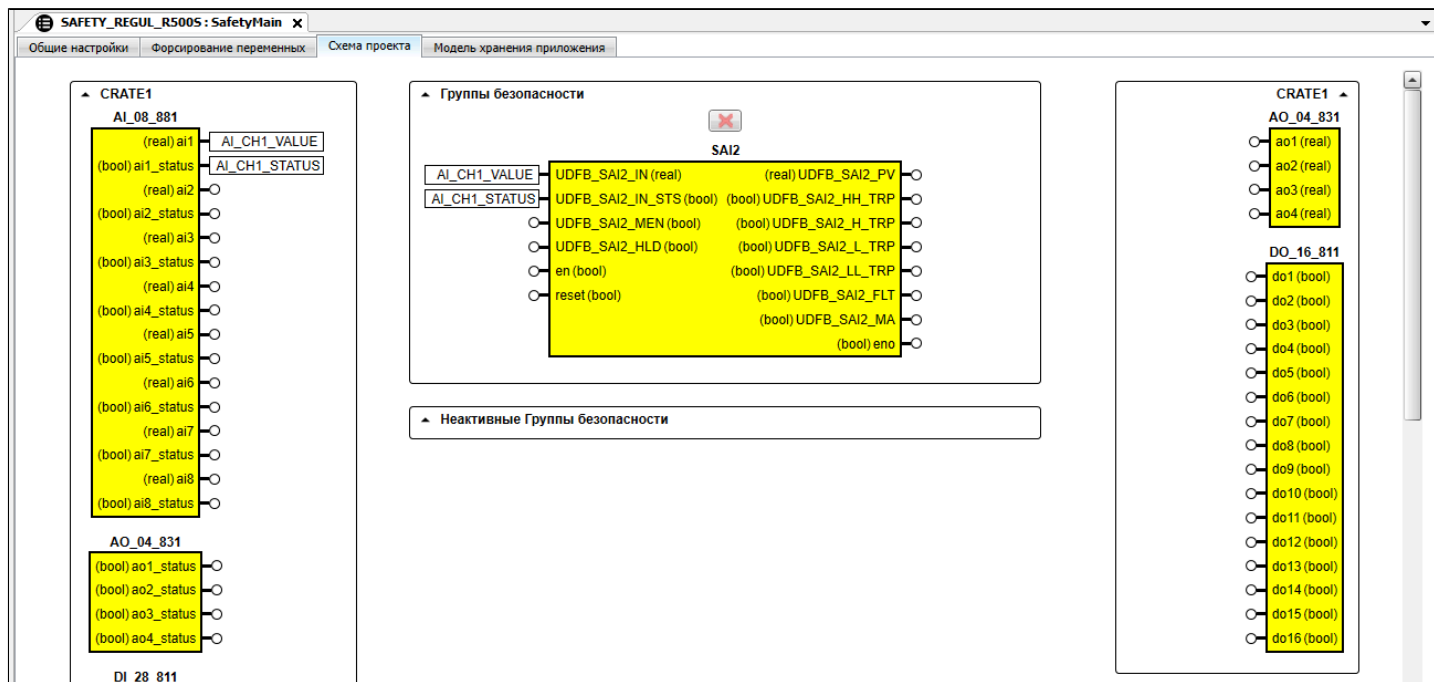 SAFETY_REGUL_R500S: SafetyMain X
Общие настройки Форсирование переменных Схема проекта Модель хранения приложения
CRATE1
AI_08_881
(real) ai1 AI_CH1_VALUE
(bool) ai1_status AI_CH1_STATUS
(real) ai2
(bool) ai2_status
(real) ai3
(bool) ai3_status
(real) ai4
(bool) ai4_status
(real) ai5
(bool) ai5_status
(real) ai6
(bool) ai6_status
(real) ai7
(bool) ai7_status
(real) ai8
(bool) ai8_status
AO_04_831
(bool) ao1_status
(bool) ao2_status
(bool) ao3_status
(bool) ao4_status
DI_28_811
Группы безопасности
SAI2
AI_CH1_VALUE UDFB_SAI2_IN (real) (real) UDFB_SAI2_PV
AI_CH1_STATUS UDFB_SAI2_IN_STS (bool) (bool) UDFB_SAI2_HH_TRP
UDFB_SAI2_MEN (bool) (bool) UDFB_SAI2_H_TRP
UDFB_SAI2_HLD (bool) (bool) UDFB_SAI2_L_TRP
en (bool) (bool) UDFB_SAI2_LL_TRP
reset (bool) (bool) UDFB_SAI2_FLT
(bool) UDFB_SAI2_MA
(bool) eno
Неактивные Группы безопасности
CRATE1
AO_04_831
ao1 (real)
ao2 (real)
ao3 (real)
ao4 (real)
DO_16_811
do1 (bool)
do2 (bool)
do3 (bool)
do4 (bool)
do5 (bool)
do6 (bool)
do7 (bool)
do8 (bool)
do9 (bool)
do10 (bool)
do11 (bool)
do12 (bool)
do13 (bool)
do14 (bool)
do15 (bool)
do16 (bool)